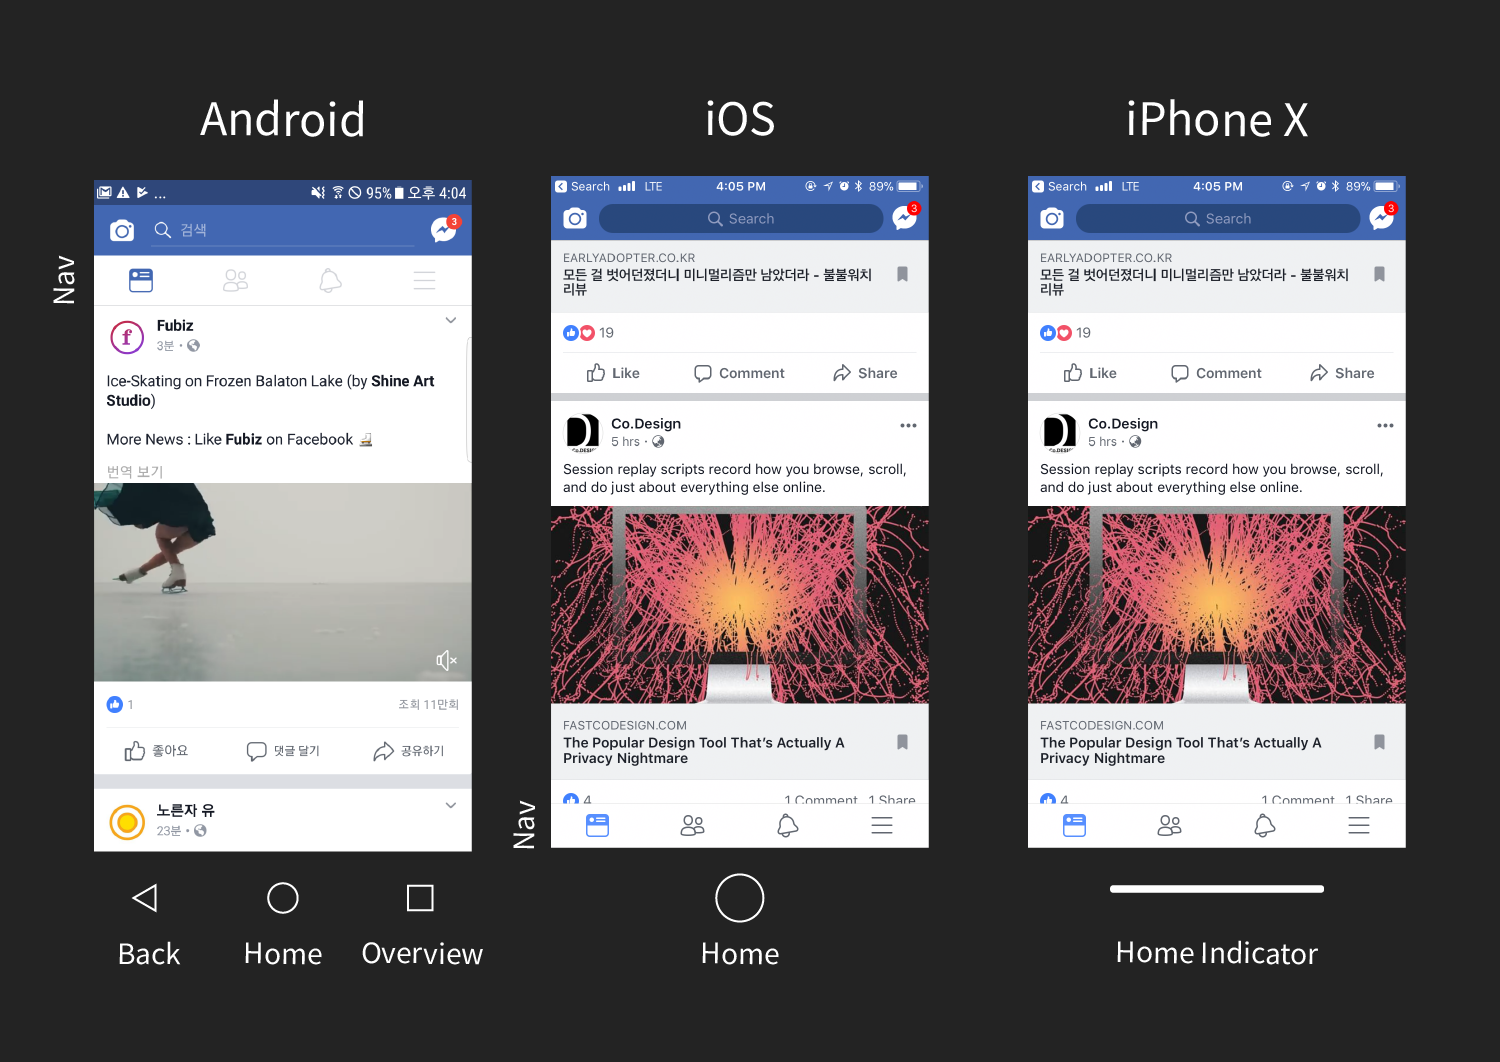 Android
iOS
iPhone X
Nav
... 95% 오후 4:04
검색
3
Fubiz
3분
Ice-Skating on Frozen Balaton Lake (by Shine Art
Studio)
More News : Like Fubiz on Facebook
번역 보기
1
조회 11만회
좋아요 댓글 달기 공유하기
노른자 유
23분
Back Home Overview
Nav
Search LTE 4:05 PM 89%
Search
3
EARLYADOPTER.CO.KR
모든 걸 벗어던졌더니 미니멀리즘만 남았더라 - 불불워치
리뷰
19
Like Comment Share
Co.Design
5 hrs
Session replay scripts record how you browse, scroll,
and do just about everything else online.
FASTCODESIGN.COM
The Popular Design Tool That's Actually A
Privacy Nightmare
4 1 Comment 1 Share
Home
Search LTE 4:05 PM 89%
Search
3
EARLYADOPTER.CO.KR
모든 걸 벗어던졌더니 미니멀리즘만 남았더라 - 불불워치
리뷰
19
Like Comment Share
Co.Design
5 hrs
Session replay scripts record how you browse, scroll,
and do just about everything else online.
FASTCODESIGN.COM
The Popular Design Tool That's Actually A
Privacy Nightmare
4 1 Comment 1 Share
Home Indicator